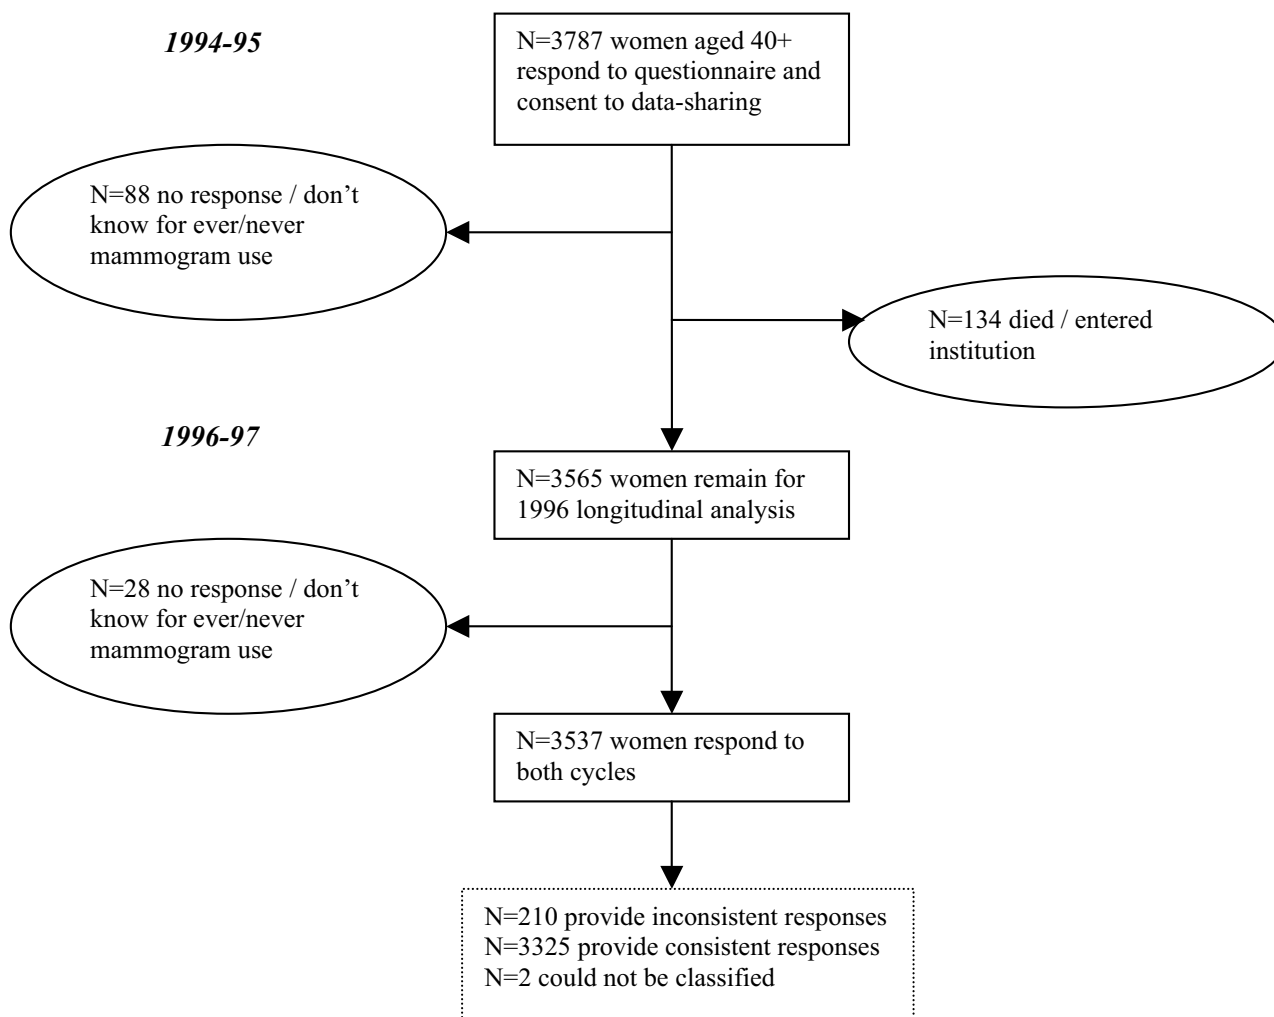 1994-95
N=3787 women aged 40+
respond to questionnaire and
consent to data-sharing
N=88 no response / don’t
know for ever/never
mammogram use
N=134 died / entered
institution
1996-97
N=3565 women remain for
1996 longitudinal analysis
N=28 no response / don’t
know for ever/never
mammogram use
N=3537 women respond to
both cycles
N=210 provide inconsistent responses
N=3325 provide consistent responses
N=2 could not be classified